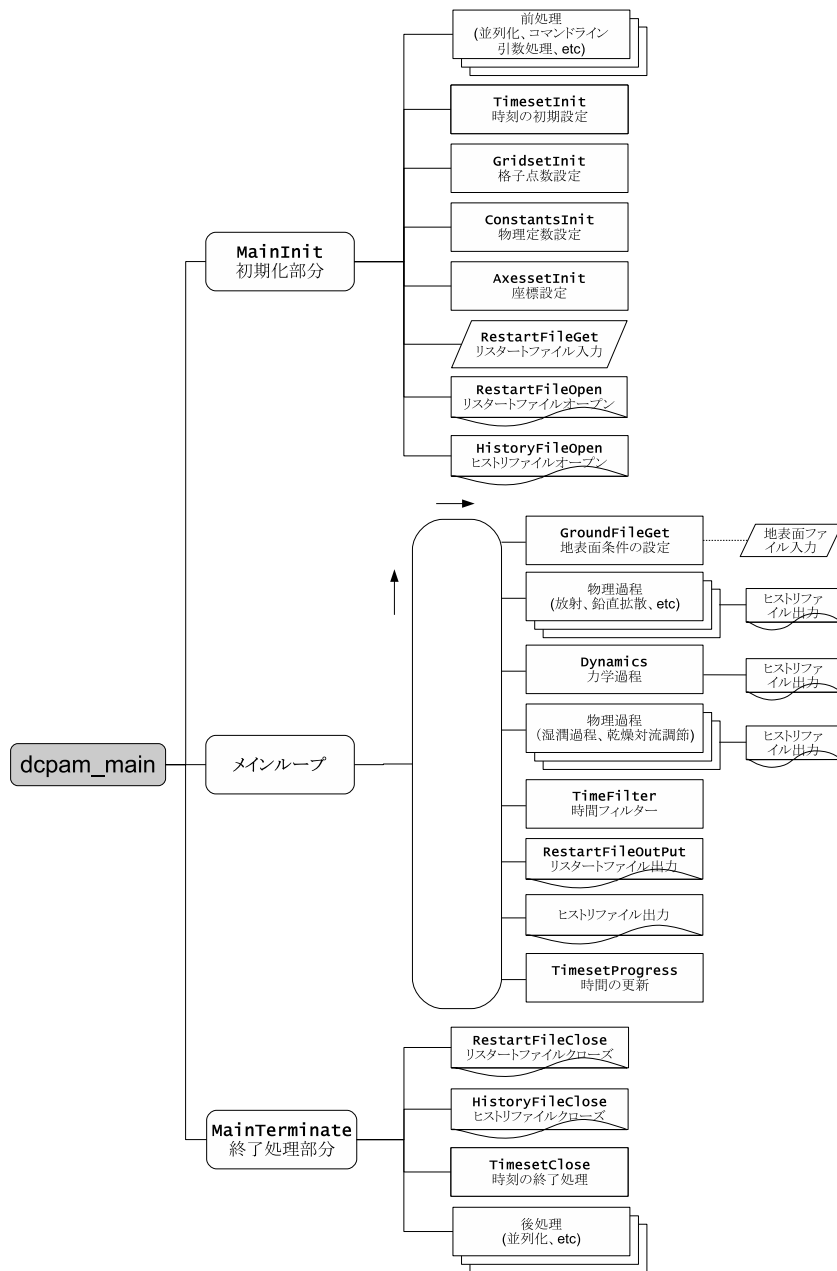 前処理
(並列化、コマンドライン
引数処理、etc)
TimesetInit
時刻の初期設定
GridsetInit
格子点数設定
ConstantsInit
物理定数設定
MainInit
初期化部分
AxessetInit
座標設定
RestartFileGet
リスタートファイル入力
RestartFileOpen
リスタートファイルオープン
HistoryFileOpen
ヒストリファイルオープン
GroundFileGet
地表面条件の設定
地表面ファ
イル入力
物理過程
(放射、鉛直拡散、etc)
ヒストリファ
イル出力
Dynamics
力学過程
ヒストリファ
イル出力
物理過程
(湿潤過程、乾燥対流調節)
ヒストリファ
イル出力
dcpam_main
メインループ
TimeFilter
時間フィルター
RestartFileOutPut
リスタートファイル出力
ヒストリファイル出力
TimesetProgress
時間の更新
RestartFileClose
リスタートファイルクローズ
HistoryFileClose
ヒストリファイルクローズ
MainTerminate
終了処理部分
TimesetClose
時刻の終了処理
後処理
(並列化、etc)